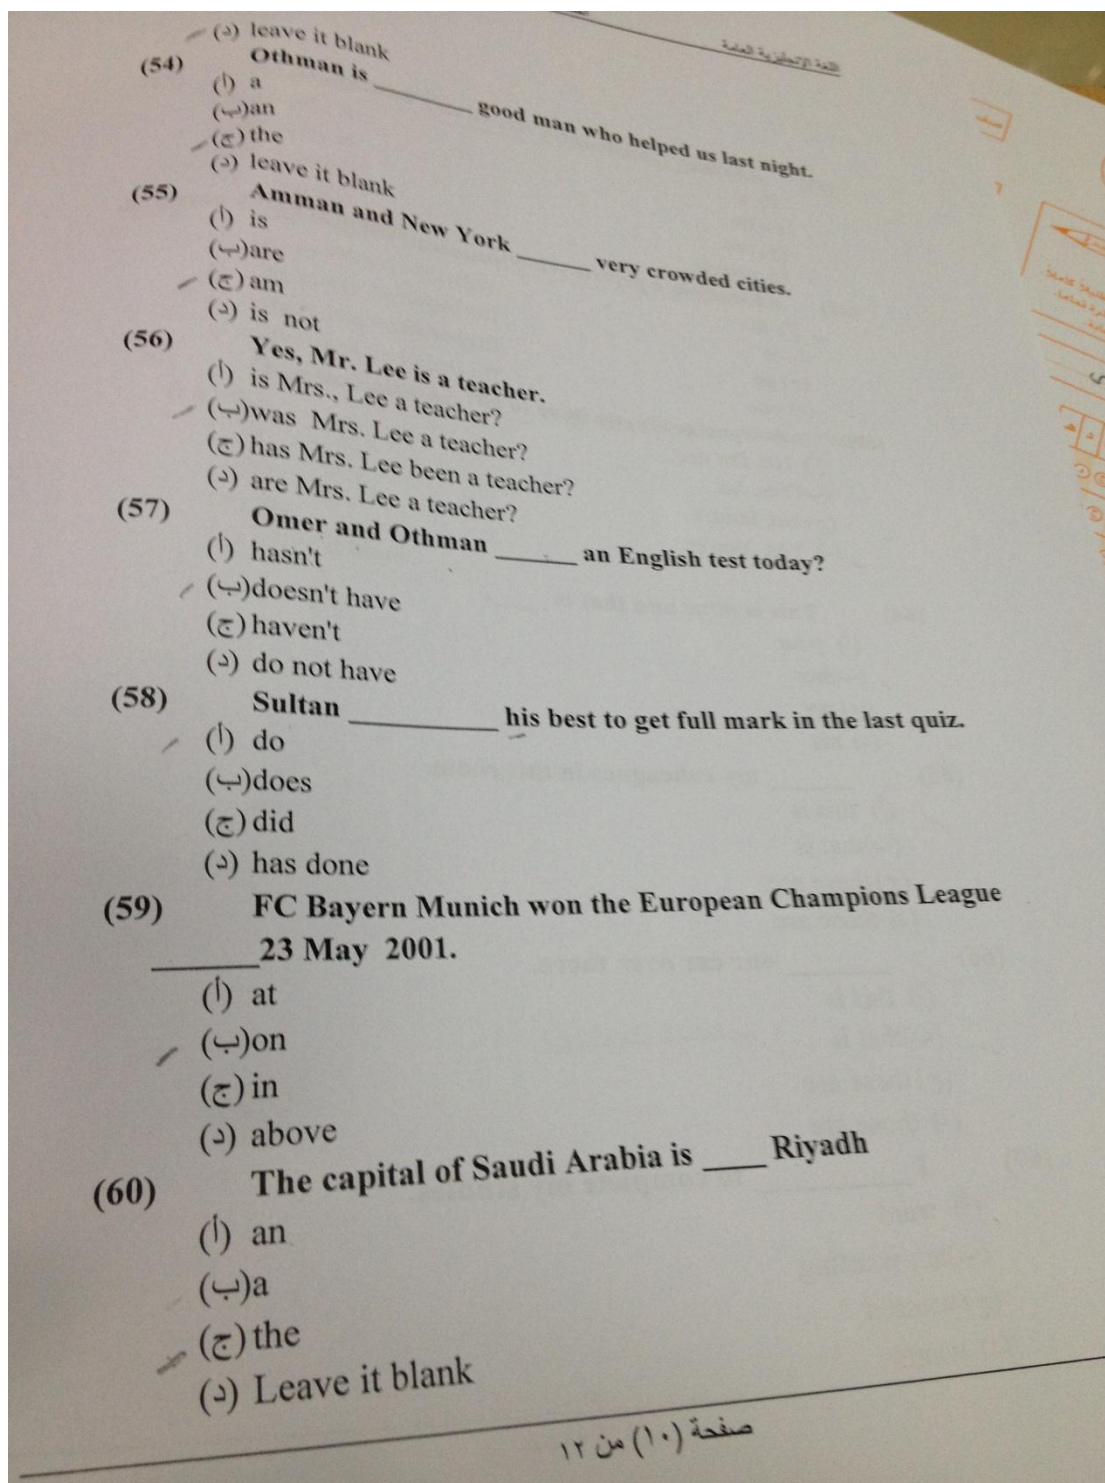 اللغة الإنجليزية العامة
(د) leave it blank
(54) Othman is ________ good man who helped us last night.
(أ) a
(ب) an
(ج) the
(د) leave it blank
(55) Amman and New York ______ very crowded cities.
(أ) is
(ب) are
(ج) am
(د) is not
(56) Yes, Mr. Lee is a teacher.
(أ) is Mrs., Lee a teacher?
(ب) was Mrs. Lee a teacher?
(ج) has Mrs. Lee been a teacher?
(د) are Mrs. Lee a teacher?
(57) Omer and Othman ______ an English test today?
(أ) hasn't
(ب) doesn't have
(ج) haven't
(د) do not have
(58) Sultan __________ his best to get full mark in the last quiz.
(أ) do
(ب) does
(ج) did
(د) has done
(59) FC Bayern Munich won the European Champions League
_______23 May 2001.
(أ) at
(ب) on
(ج) in
(د) above
(60) The capital of Saudi Arabia is ____ Riyadh
(أ) an
(ب) a
(ج) the
(د) Leave it blank
صفحة (١٠) من ١٢